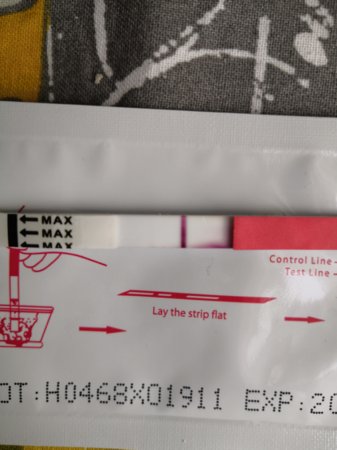 MAX
MAX
MAX
Control Line
Test Line
Lay the strip flat
OT:H0468X01911 EXP:20